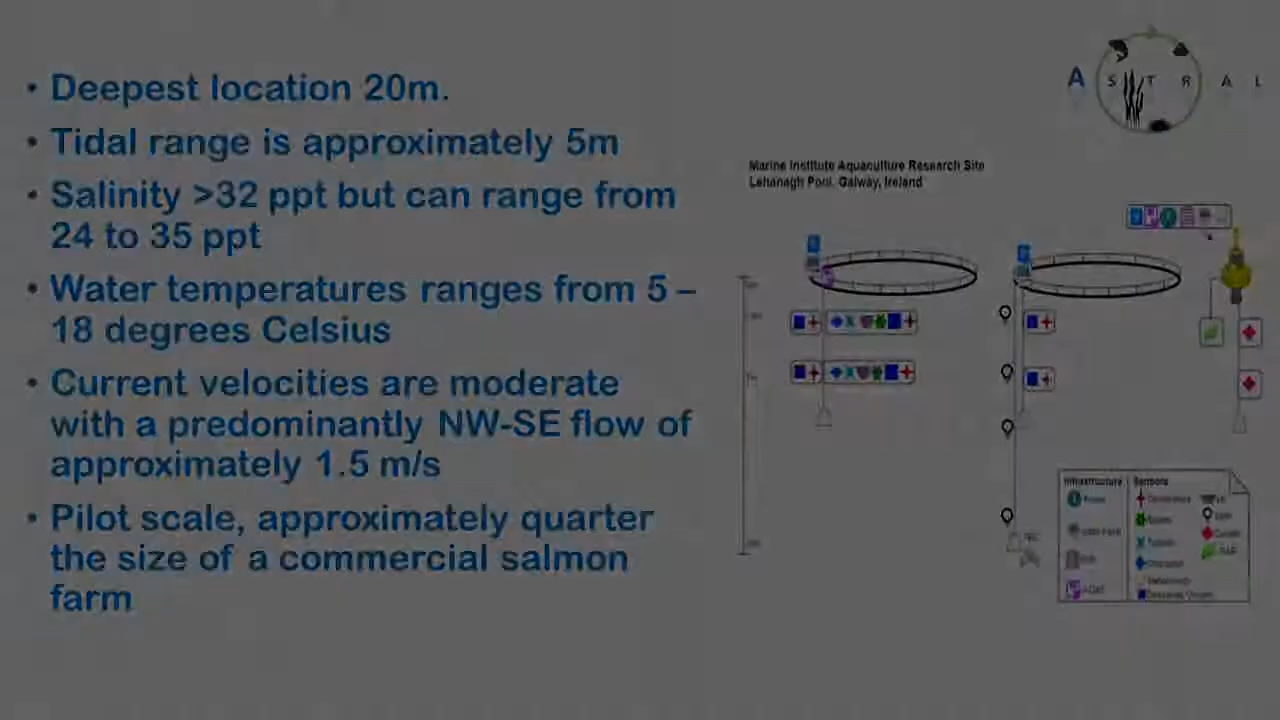 • Deepest location 20m.
• Tidal range is approximately 5m
• Salinity >32 ppt but can range from
24 to 35 ppt
• Water temperatures ranges from 5 –
18 degrees Celsius
• Current velocities are moderate
with a predominantly NW-SE flow of
approximately 1.5 m/s
• Pilot scale, approximately quarter
the size of a commercial salmon
farm
A S T R A L
Marine Institute Aquaculture Research Site
Lehanagh Pool, Galway, Ireland
Infrastructure
Sensors